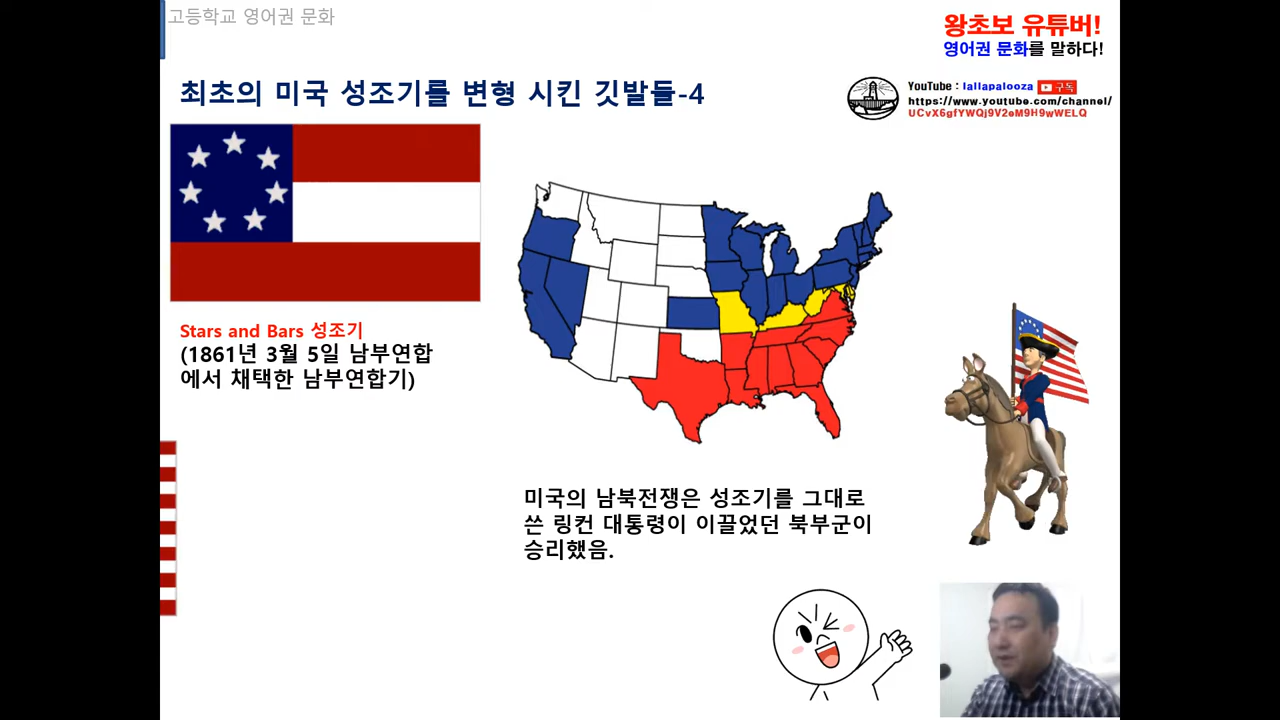 고등학교 영어권 문화
왕초보 유튜버!
영어권 문화를 말하다!
최초의 미국 성조기를 변형 시킨 깃발들-4
YouTube : lallapalooza 구독
https://www.youtube.com/channel/
UCvX6gfYWQj9V2eM9H9wWELQ
Stars and Bars 성조기
(1861년 3월 5일 남부연합
에서 채택한 남부연합기)
미국의 남북전쟁은 성조기를 그대로
쓴 링컨 대통령이 이끌었던 북부군이
승리했음.